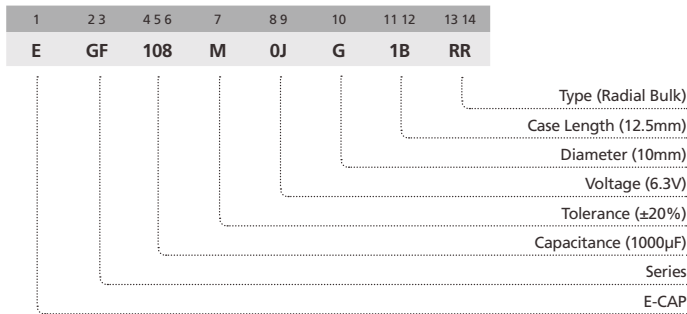 1 2 3 4 5 6 7 8 9 10 11 12 13 14
E GF 108 M 0J G 1B RR
Type (Radial Bulk)
Case Length (12.5mm)
Diameter (10mm)
Voltage (6.3V)
Tolerance (±20%)
Capacitance (1000µF)
Series
E-CAP